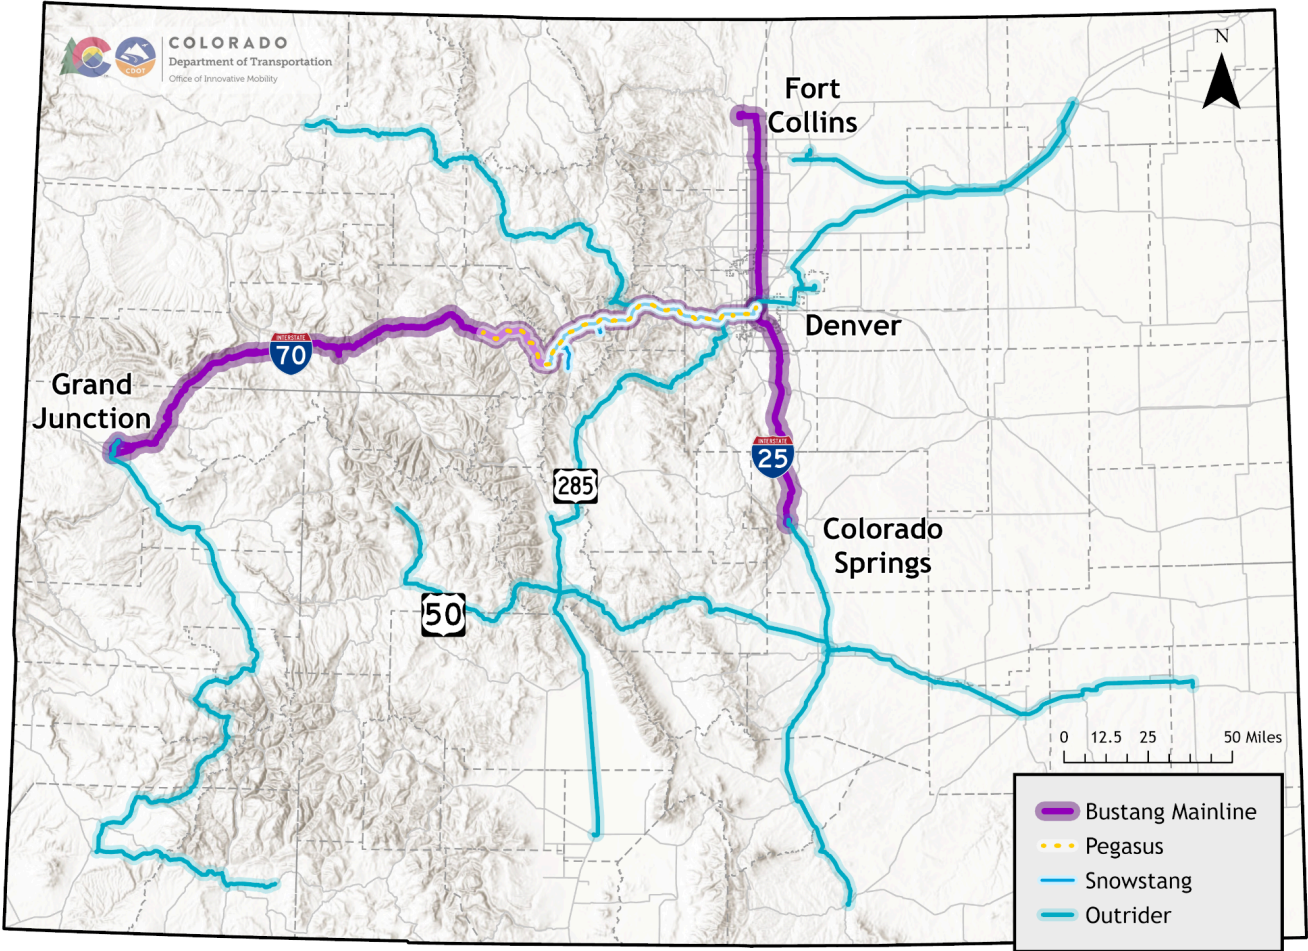 COLORADO
Department of Transportation
Office of Innovative Mobility
CDOT
N
Fort
Collins
Denver
INTERSTATE
70
Grand
Junction
INTERSTATE
25
285
Colorado
Springs
50
0 12.5 25 50 Miles
Bustang Mainline
Pegasus
Snowstang
Outrider